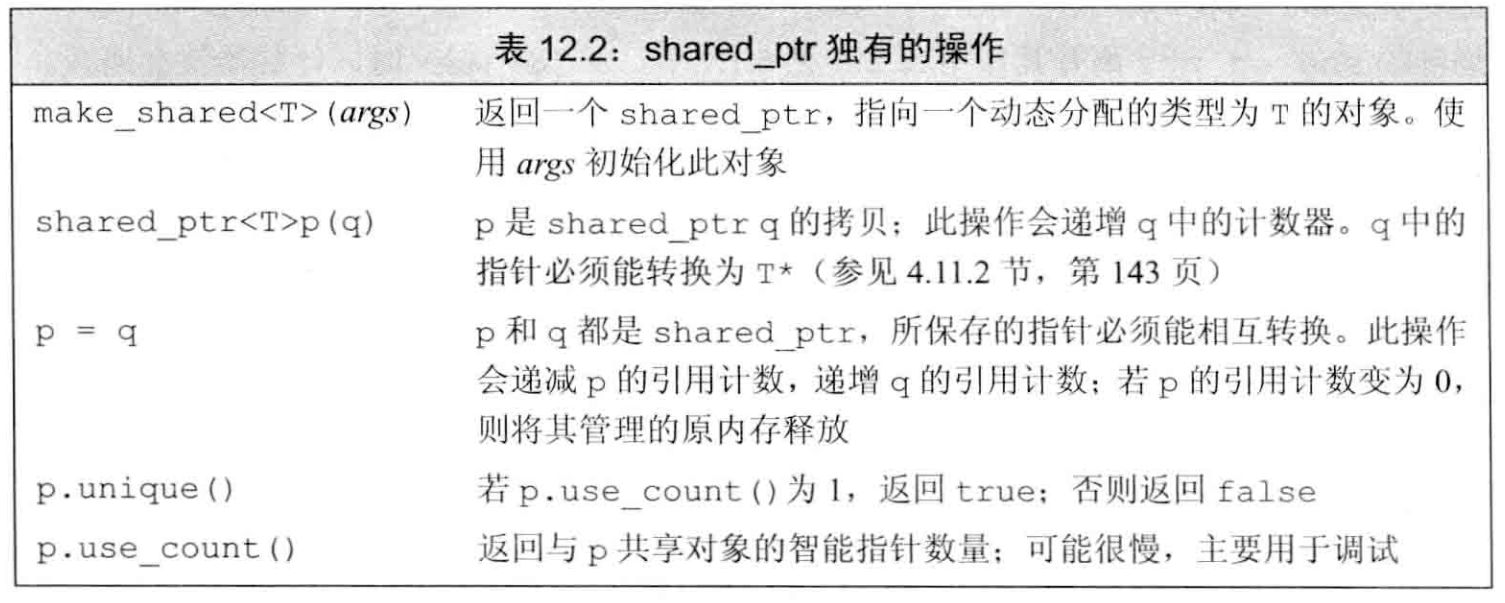 表 12.2：shared_ptr 独有的操作
make_shared<T>(args) 返回一个 shared_ptr，指向一个动态分配的类型为 T 的对象。使
用 args 初始化此对象
shared_ptr<T>p(q) p 是 shared_ptr q 的拷贝；此操作会递增 q 中的计数器。q 中的
指针必须能转换为 T*（参见 4.11.2 节，第 143 页）
p = q p 和 q 都是 shared_ptr，所保存的指针必须能相互转换。此操作
会递减 p 的引用计数，递增 q 的引用计数；若 p 的引用计数变为 0，
则将其管理的原内存释放
p.unique() 若 p.use_count()为 1，返回 true；否则返回 false
p.use_count() 返回与 p 共享对象的智能指针数量；可能很慢，主要用于调试